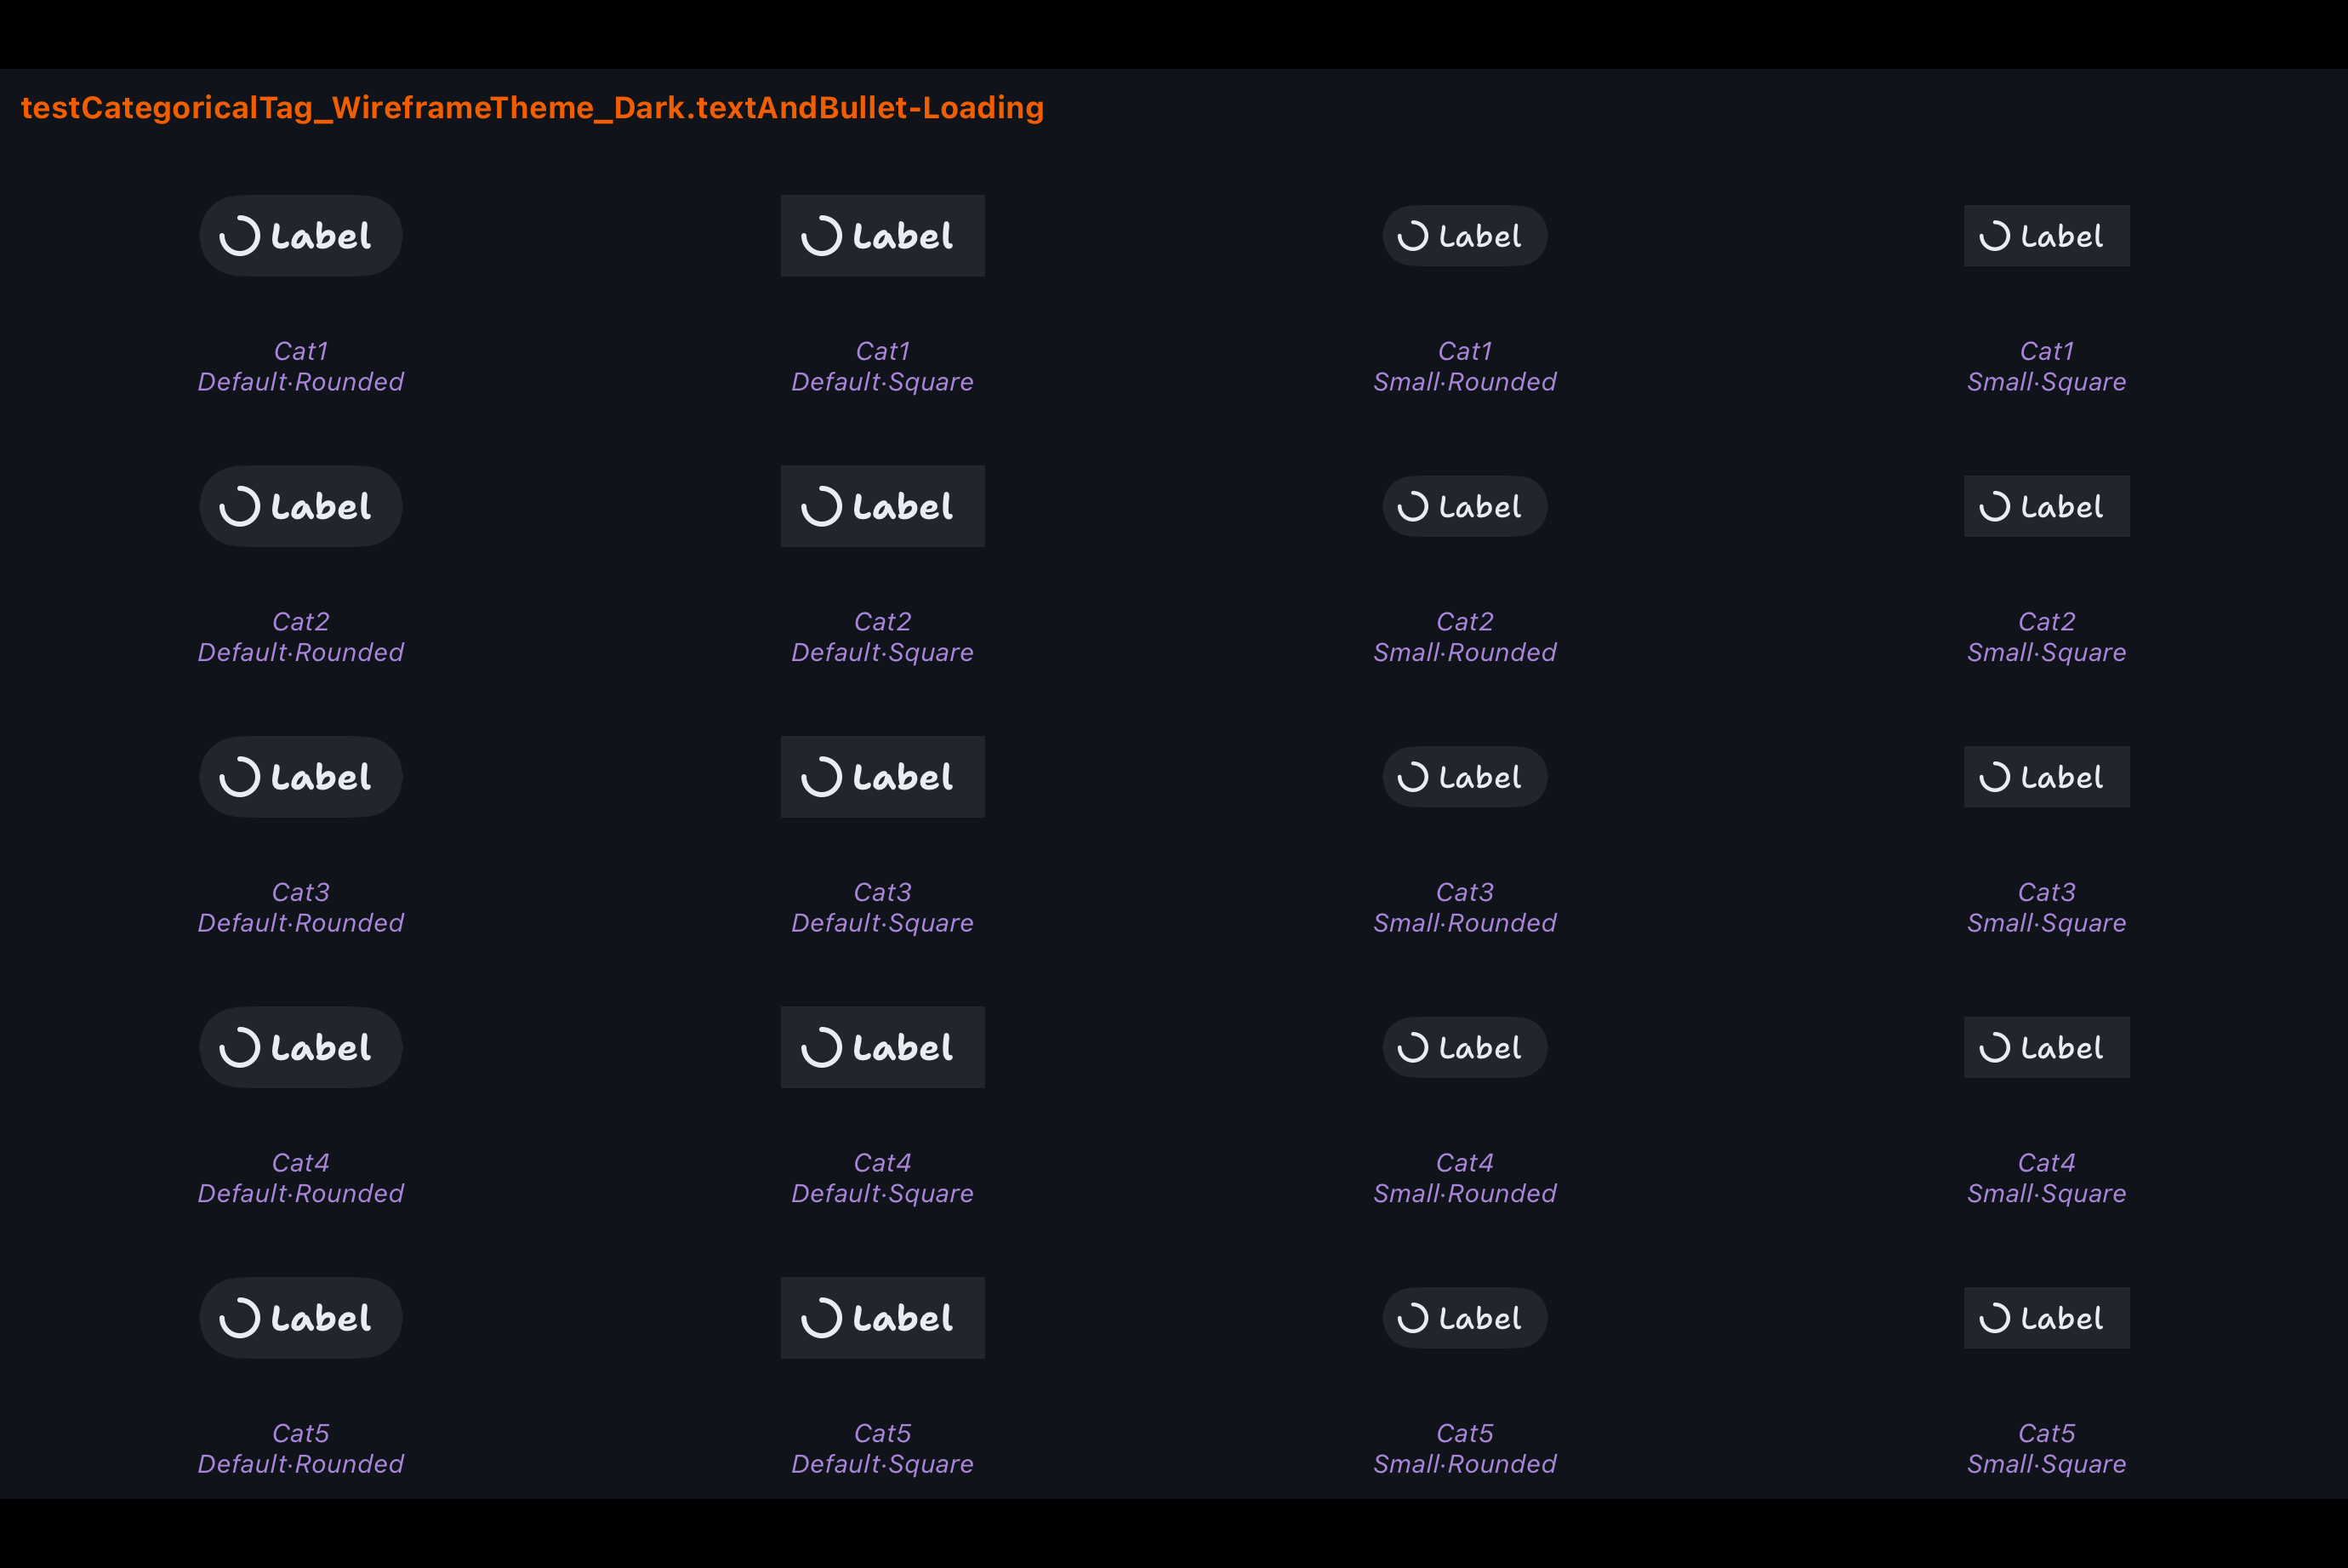 testCategoricalTag_WireframeTheme_Dark.textAndBullet-Loading
Label Label Label Label
Cat1 Cat1 Cat1 Cat1
Default·Rounded Default·Square Small·Rounded Small·Square
Label Label Label Label
Cat2 Cat2 Cat2 Cat2
Default·Rounded Default·Square Small·Rounded Small·Square
Label Label Label Label
Cat3 Cat3 Cat3 Cat3
Default·Rounded Default·Square Small·Rounded Small·Square
Label Label Label Label
Cat4 Cat4 Cat4 Cat4
Default·Rounded Default·Square Small·Rounded Small·Square
Label Label Label Label
Cat5 Cat5 Cat5 Cat5
Default·Rounded Default·Square Small·Rounded Small·Square